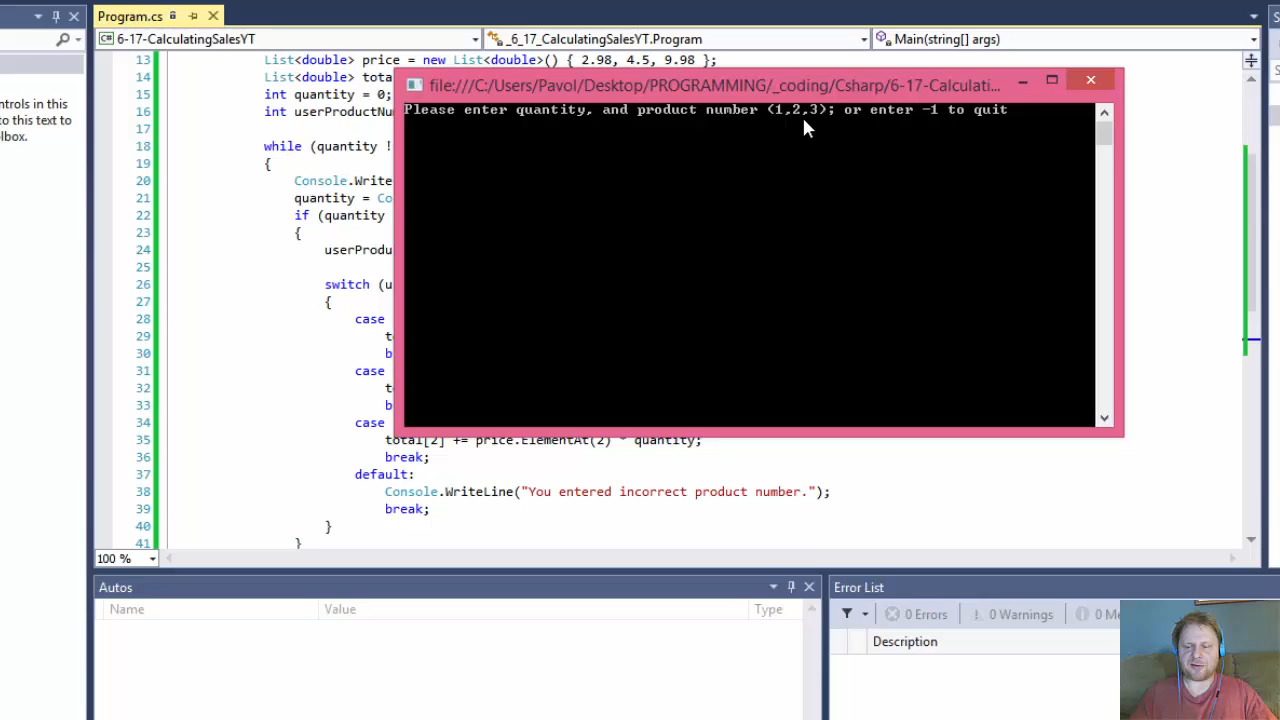 Program.cs
6-17-CalculatingSalesYT
_6_17_CalculatingSalesYT.Program
Main(string[] args)
ntrols in this
to this text to
olbox.
13 List<double> price = new List<double>() { 2.98, 4.5, 9.98 };
14 List<double> tota
15 int quantity = 0;
16 int userProductNu
17
18 while (quantity !
19 {
20 Console.Write
21 quantity = Co
22 if (quantity
23 {
24 userProdu
25
26 switch (u
27 {
28 case
29 to
30 b
31 case
32 to
33 b
34 case
35 total[2] += price.ElementAt(2) * quantity;
36 break;
37 default:
38 Console.WriteLine("You entered incorrect product number.");
39 break;
40 }
41 }
file:///C:/Users/Pavol/Desktop/PROGRAMMING/_coding/Csharp/6-17-Calculati...
Please enter quantity, and product number (1,2,3); or enter -1 to quit
100 %
Autos
Name Value Type
Error List
0 Errors 0 Warnings 0 Me
Description